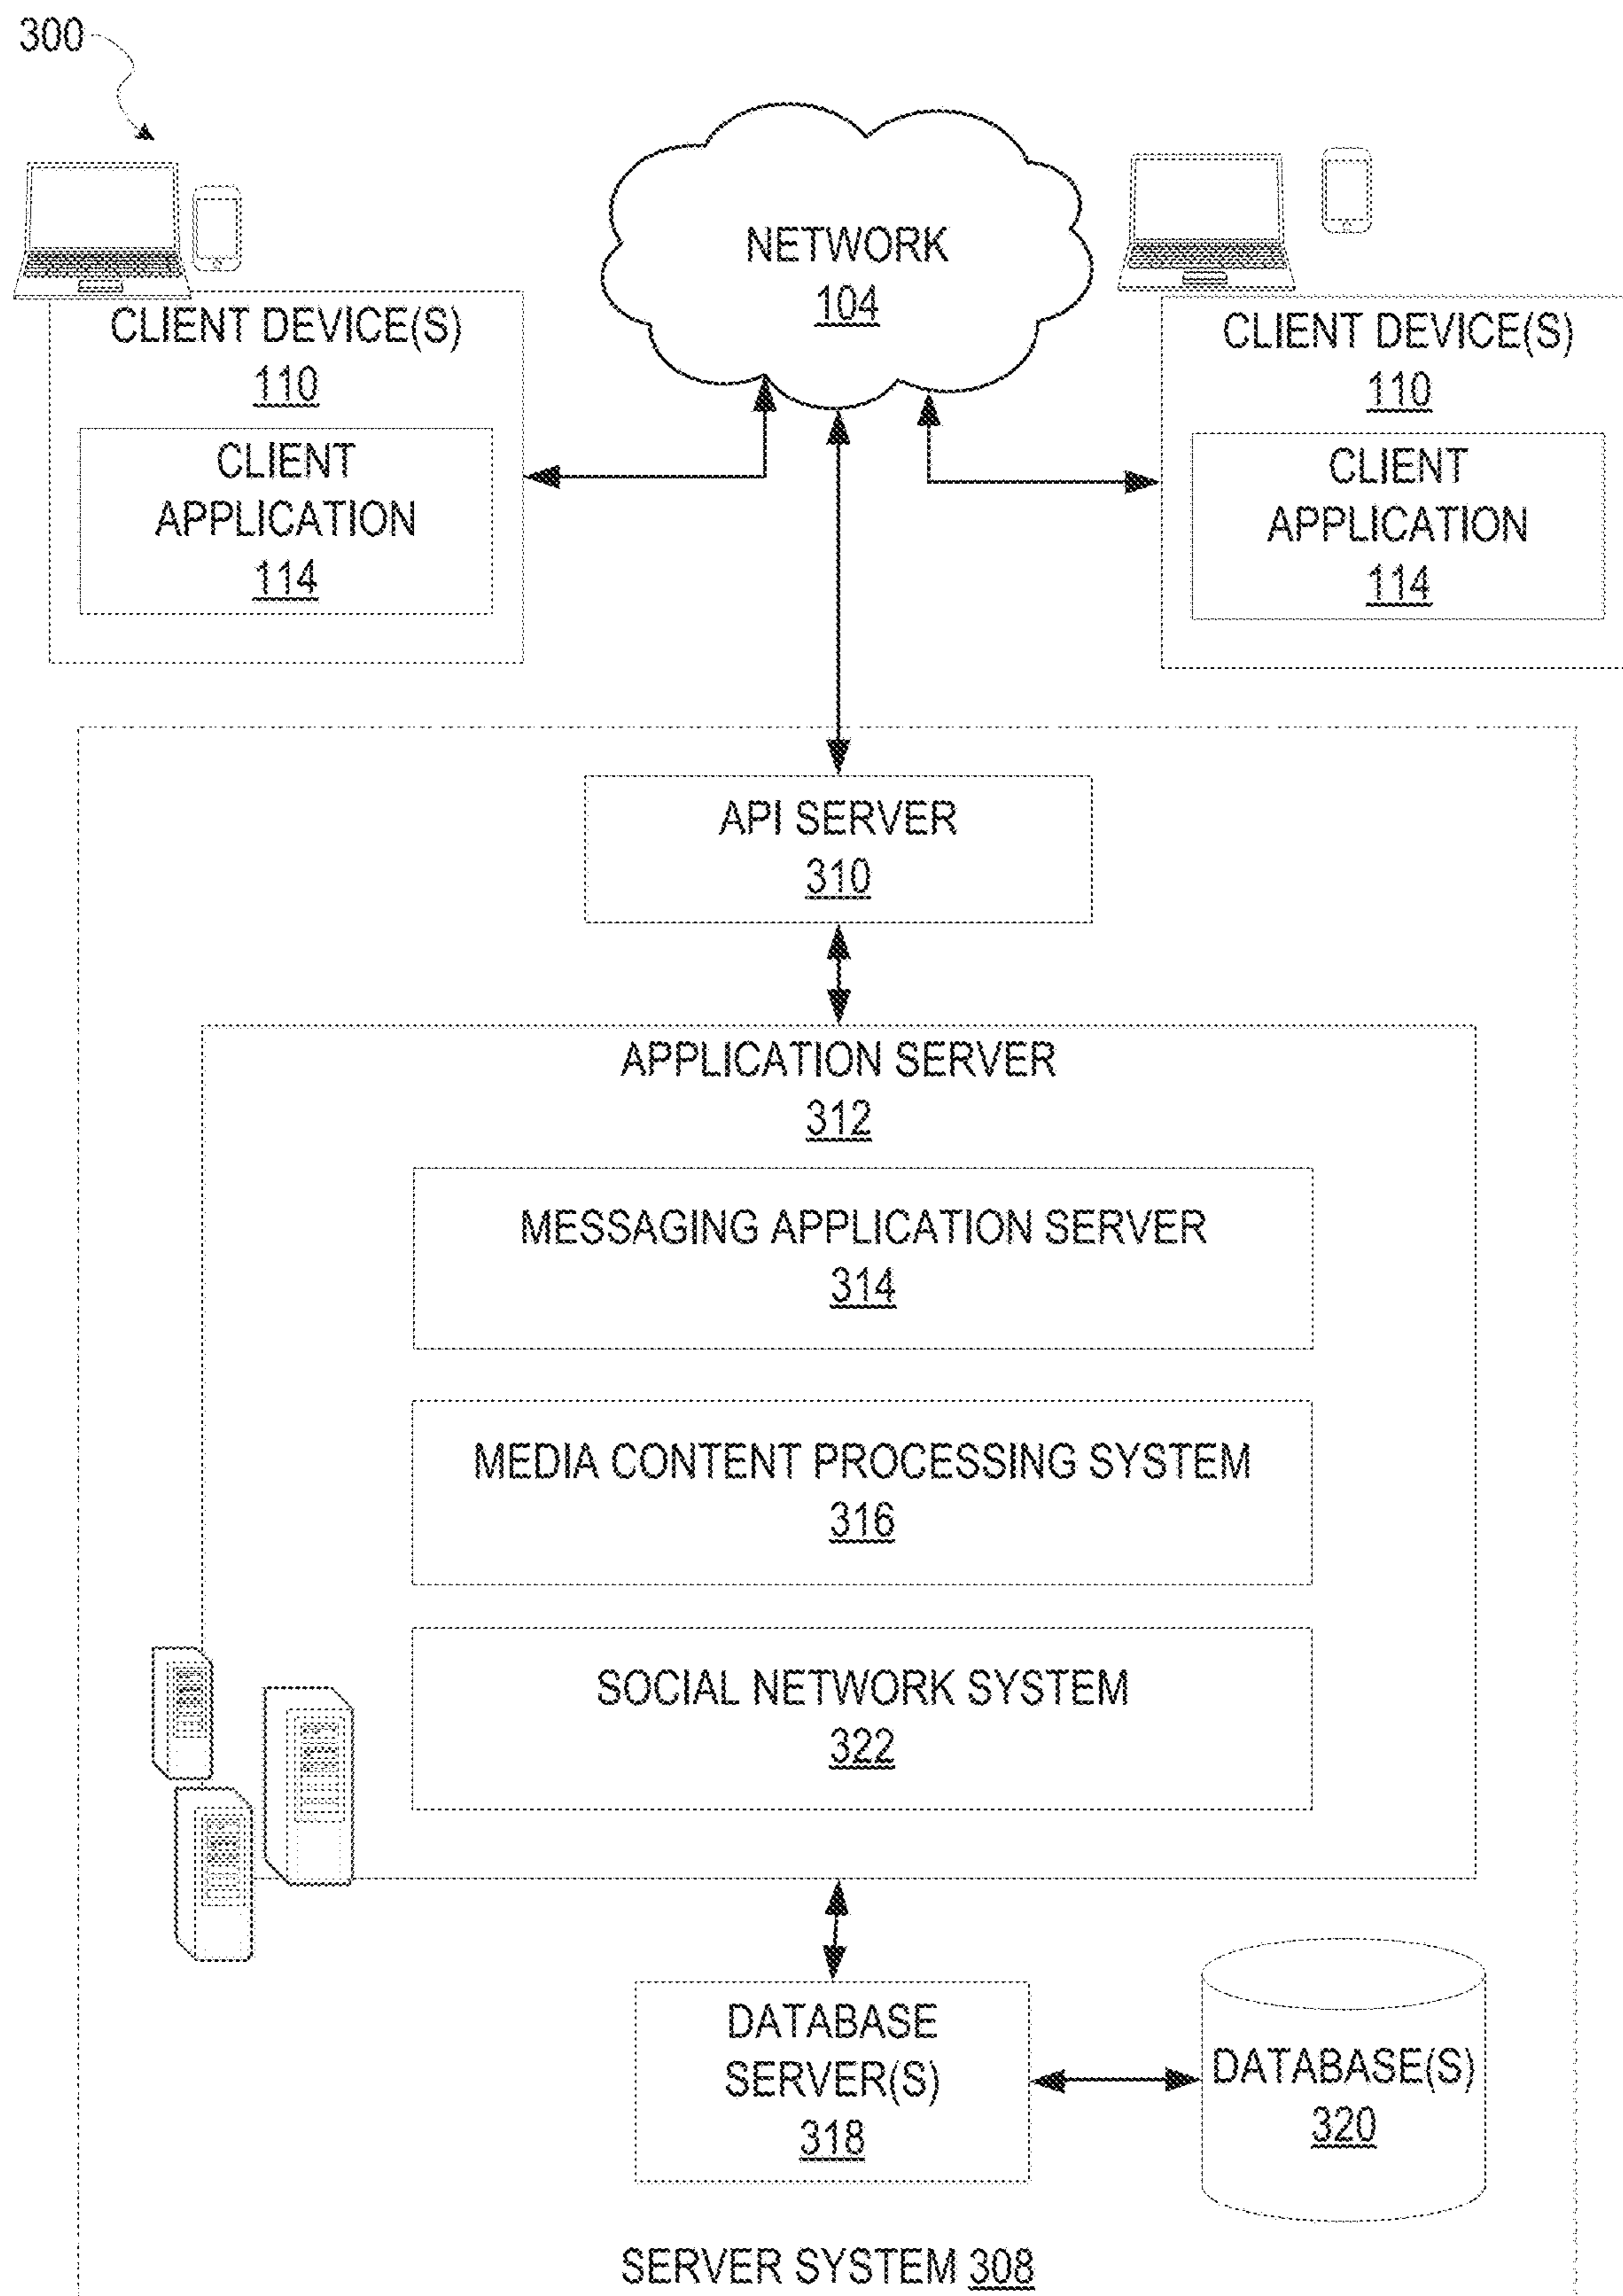 300
NETWORK
104
CLIENT DEVICE(S)
110
CLIENT
APPLICATION
114
CLIENT DEVICE(S)
110
CLIENT
APPLICATION
114
API SERVER
310
APPLICATION SERVER
312
MESSAGING APPLICATION SERVER
314
MEDIA CONTENT PROCESSING SYSTEM
316
SOCIAL NETWORK SYSTEM
322
DATABASE
SERVER(S)
318
DATABASE(S)
320
SERVER SYSTEM 308